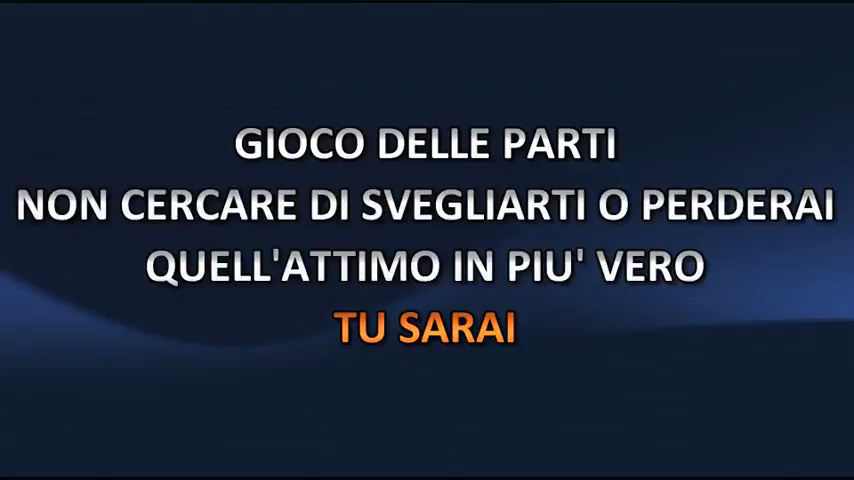 GIOCO DELLE PARTI
NON CERCARE DI SVEGLIARTI O PERDERAI
QUELL'ATTIMO IN PIU' VERO
TU SARAI